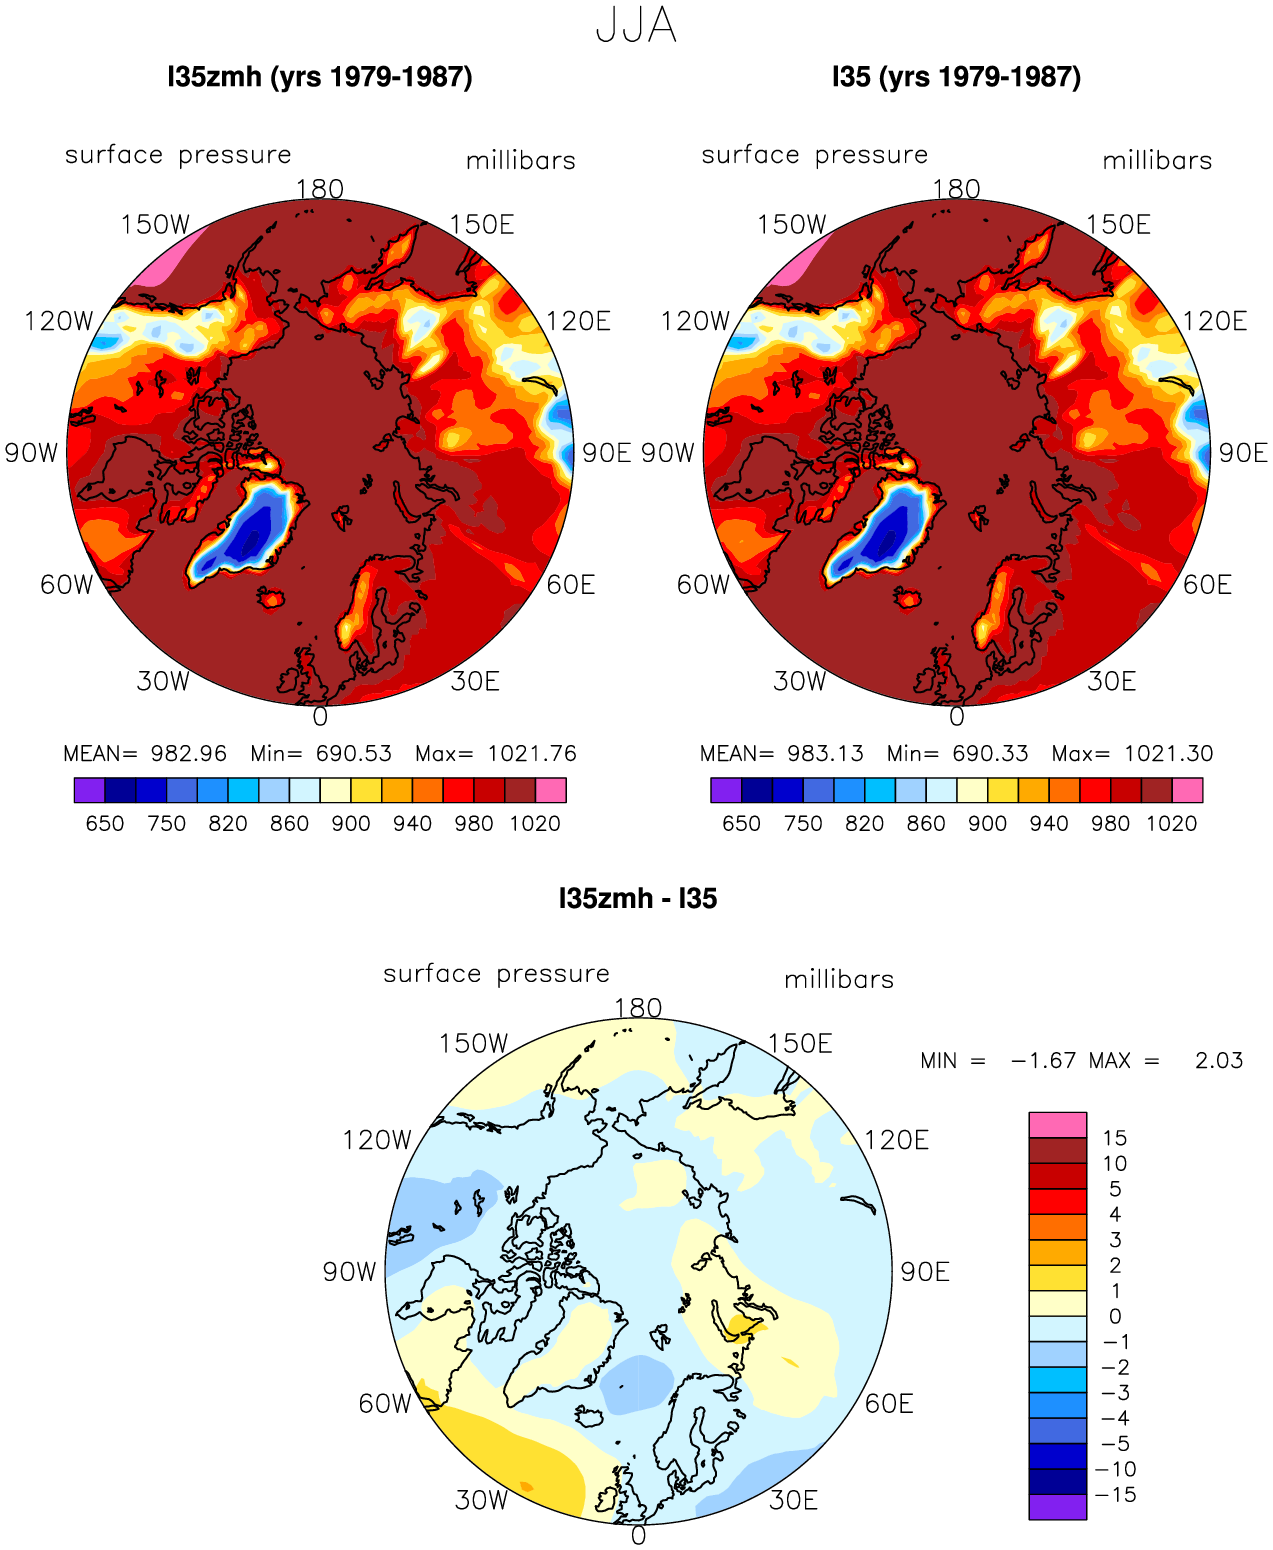 JJA
I35zmh (yrs 1979-1987)
I35 (yrs 1979-1987)
surface pressure millibars
surface pressure millibars
180
150W 150E
120W 120E
90W 90E
60W 60E
30W 30E
0
180
150W 150E
120W 120E
90W 90E
60W 60E
30W 30E
0
MEAN= 982.96 Min= 690.53 Max= 1021.76
650 750 820 860 900 940 980 1020
MEAN= 983.13 Min= 690.33 Max= 1021.30
650 750 820 860 900 940 980 1020
I35zmh - I35
surface pressure millibars
180
150W 150E
120W 120E
90W 90E
60W 60E
30W 30E
0
MIN = -1.67 MAX = 2.03
15
10
5
4
3
2
1
0
-1
-2
-3
-4
-5
-10
-15